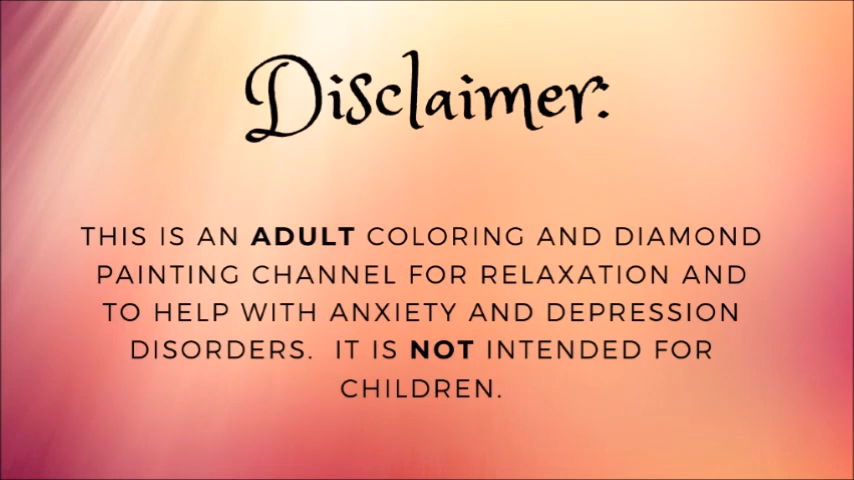 Disclaimer:
THIS IS AN ADULT COLORING AND DIAMOND
PAINTING CHANNEL FOR RELAXATION AND
TO HELP WITH ANXIETY AND DEPRESSION
DISORDERS.  IT IS NOT INTENDED FOR
CHILDREN.